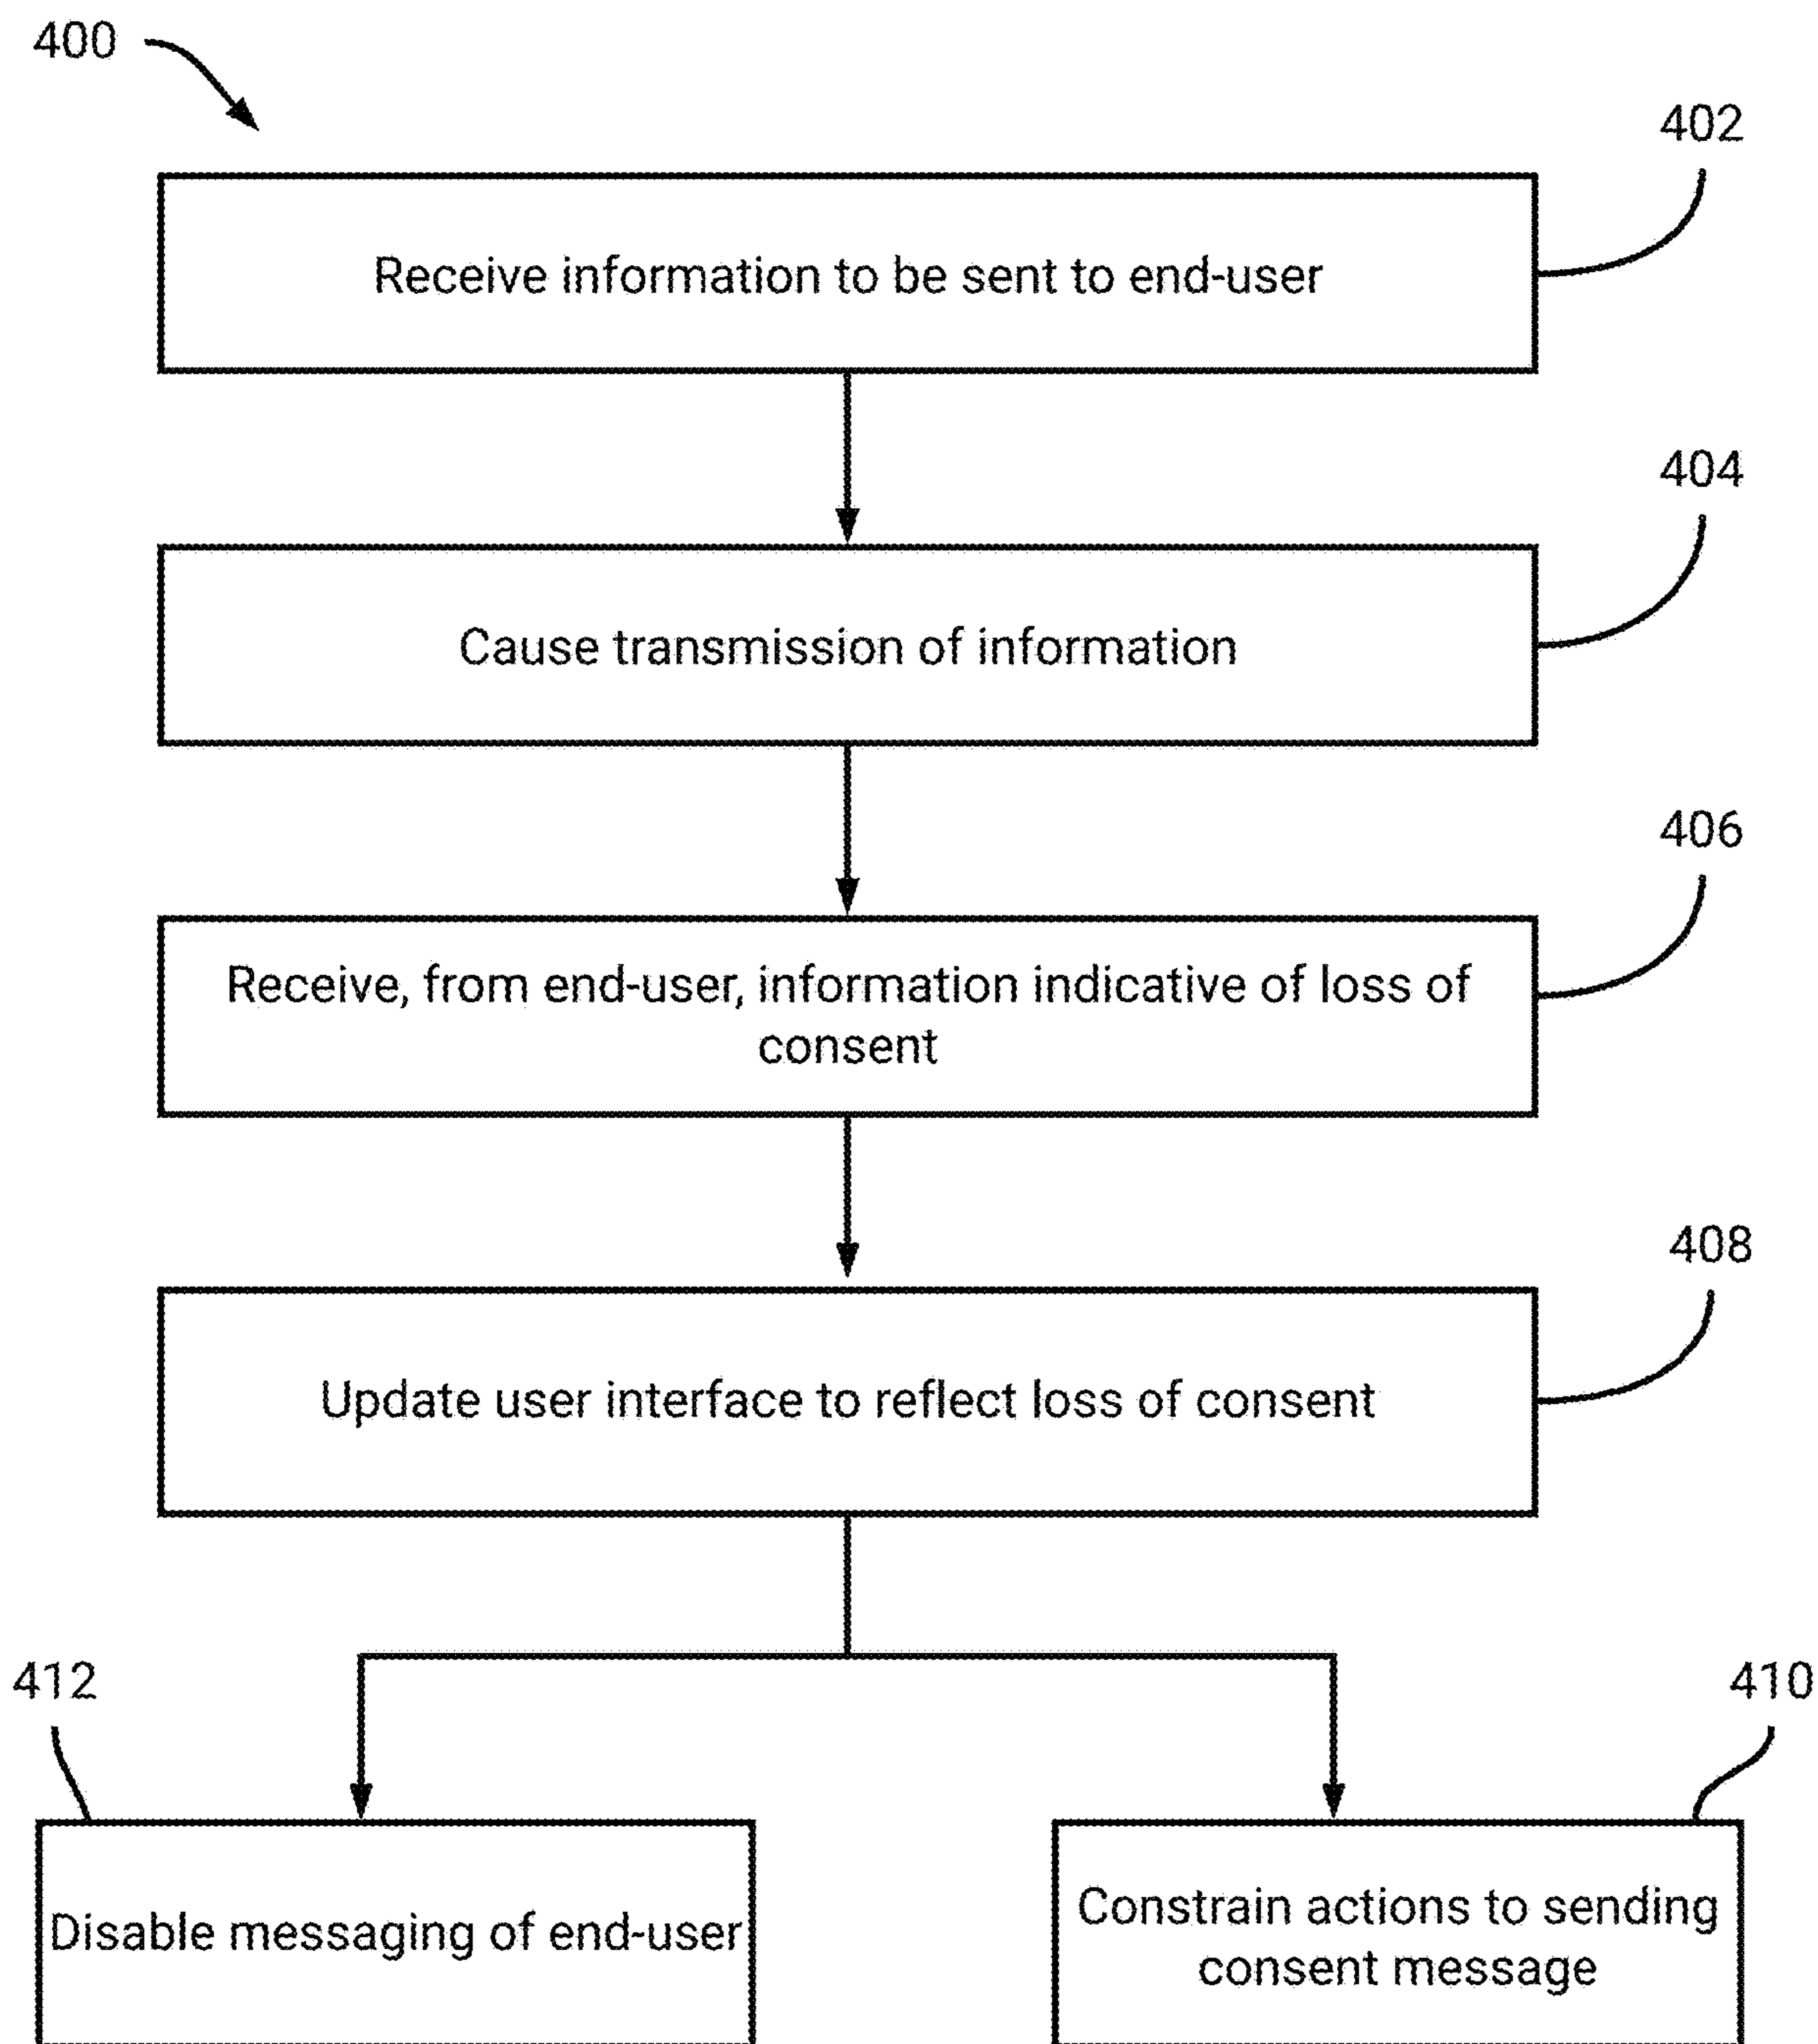 400
402
Receive information to be sent to end-user
404
Cause transmission of information
406
Receive, from end-user, information indicative of loss of
consent
408
Update user interface to reflect loss of consent
412
410
Disable messaging of end-user
Constrain actions to sending
consent message